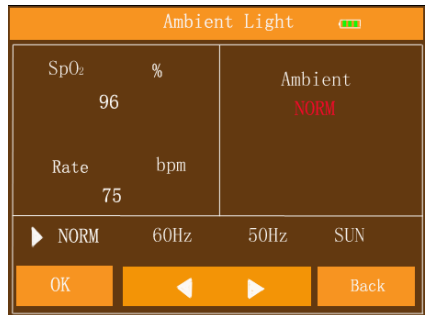 Ambient Light
SpO₂ %
96
Rate bpm
75
Ambient
NORM
NORM 60Hz 50Hz SUN
OK Back